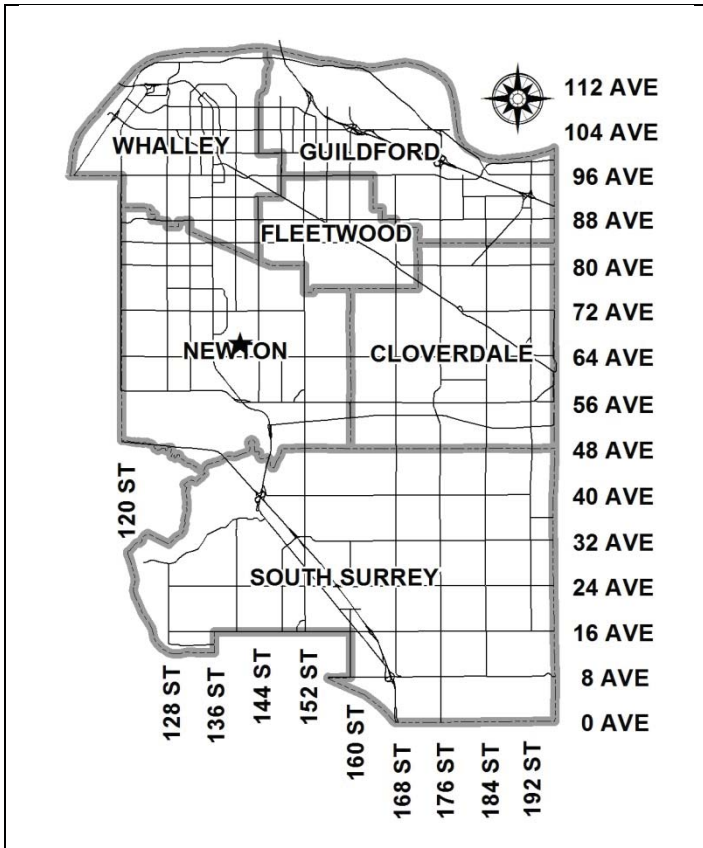 112 AVE
104 AVE
WHALLEY
GUILDFORD
96 AVE
88 AVE
FLEETWOOD
80 AVE
72 AVE
NEWTON
CLOVERDALE
64 AVE
56 AVE
48 AVE
120 ST
40 AVE
32 AVE
SOUTH SURREY
24 AVE
16 AVE
8 AVE
0 AVE
128 ST
136 ST
144 ST
152 ST
160 ST
168 ST
176 ST
184 ST
192 ST